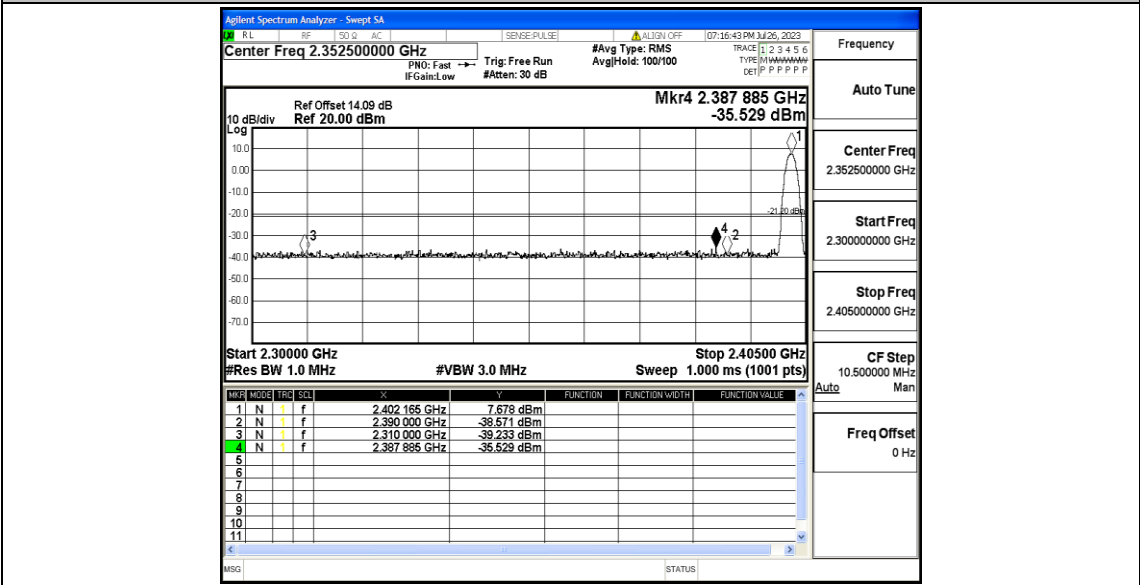 Agilent Spectrum Analyzer - Swept SA
RL RF 50 Ω AC SENSE:PULSE ALIGN OFF 07:16:43 PM Jul 26, 2023
Center Freq 2.352500000 GHz
PNO: Fast
IFGain:Low
Trig: Free Run
#Atten: 30 dB
#Avg Type: RMS
Avg|Hold: 100/100
TRACE 1 2 3 4 5 6
TYPE M
DET P P P P P P
Ref Offset 14.09 dB
10 dB/div Ref 20.00 dBm
Log
Mkr4 2.387 885 GHz
-35.529 dBm
10.0
0.00
-10.0
-20.0
-30.0
-40.0
-50.0
-60.0
-70.0
1
-21.20 dBm
3
4
2
Start 2.30000 GHz Stop 2.40500 GHz
#Res BW 1.0 MHz #VBW 3.0 MHz Sweep 1.000 ms (1001 pts)
MKR MODE TRC SCL X Y FUNCTION FUNCTION WIDTH FUNCTION VALUE
1 N 1 f 2.402 165 GHz 7.678 dBm
2 N 1 f 2.390 000 GHz -38.571 dBm
3 N 1 f 2.310 000 GHz -39.233 dBm
4 N 1 f 2.387 885 GHz -35.529 dBm
5
6
7
8
9
10
11
MSG STATUS
Frequency
Auto Tune
Center Freq
2.352500000 GHz
Start Freq
2.300000000 GHz
Stop Freq
2.405000000 GHz
CF Step
10.500000 MHz
Auto Man
Freq Offset
0 Hz